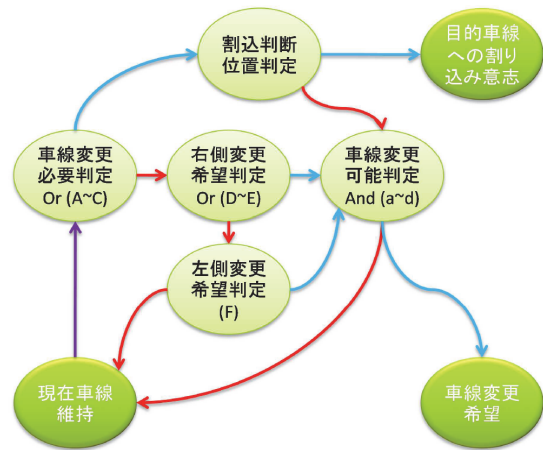 割込判断
位置判定
目的車線
への割り
込み意志
車線変更
必要判定
Or (A~C)
右側変更
希望判定
Or (D~E)
車線変更
可能判定
And (a~d)
左側変更
希望判定
(F)
現在車線
維持
車線変更
希望